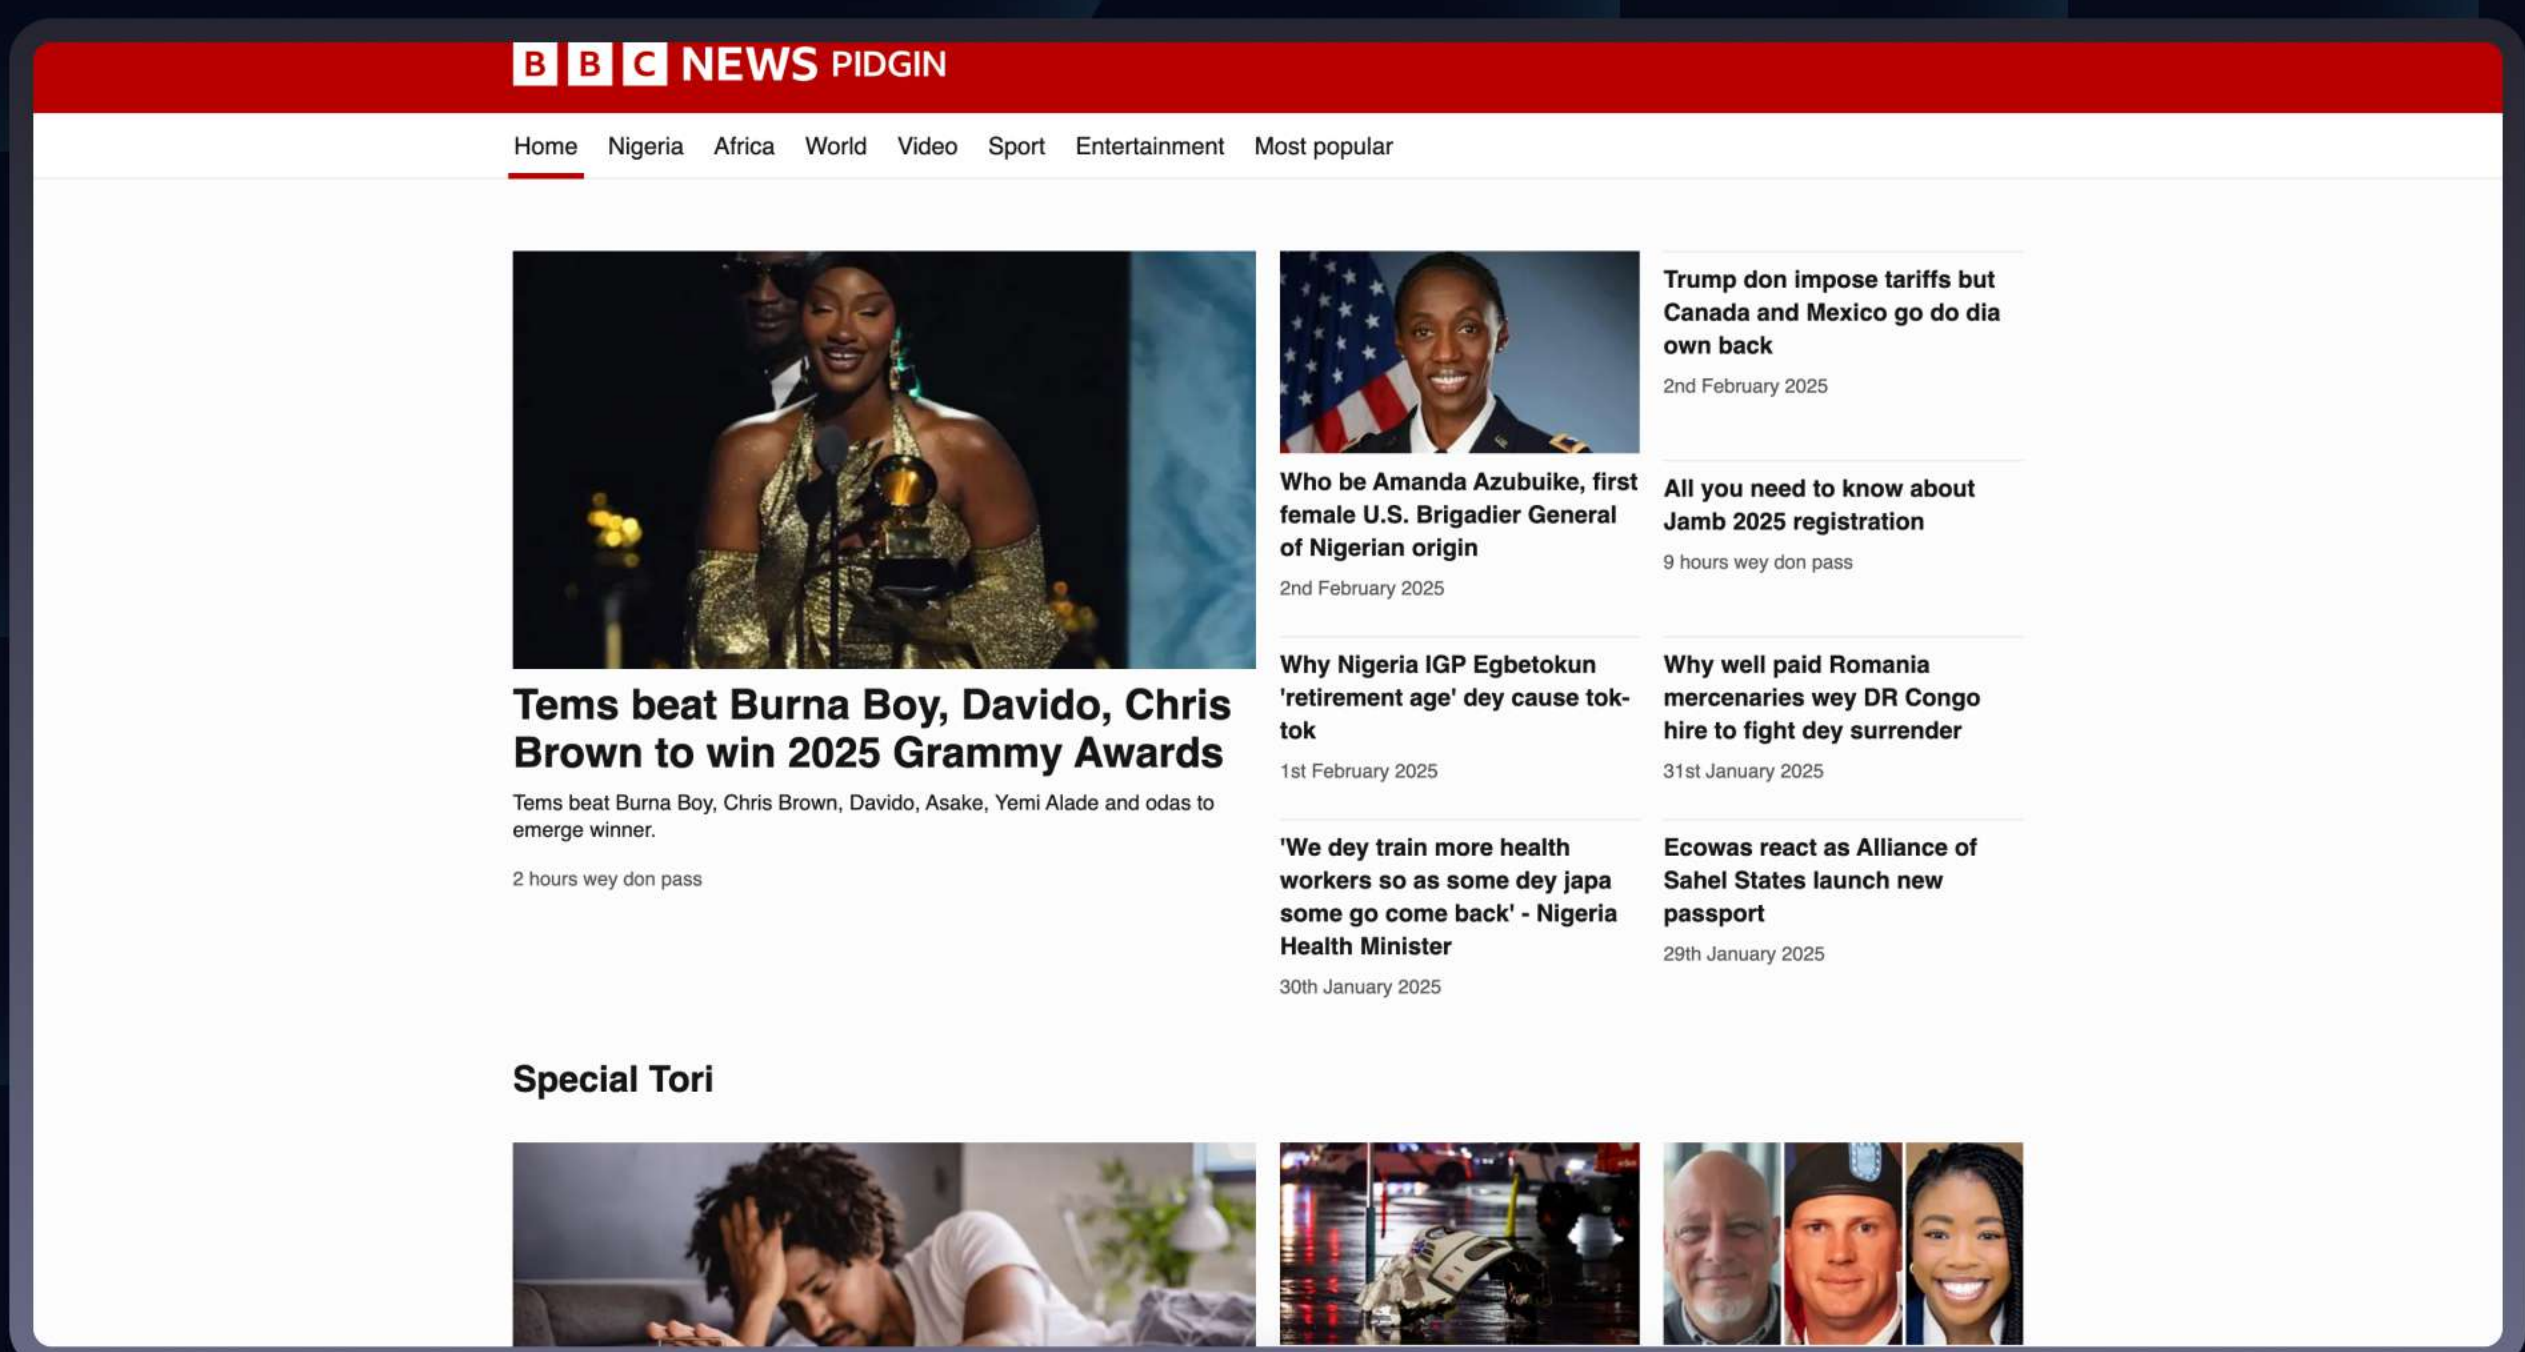 BBC NEWS PIDGIN
Home Nigeria Africa World Video Sport Entertainment Most popular
Tems beat Burna Boy, Davido, Chris
Brown to win 2025 Grammy Awards
Tems beat Burna Boy, Chris Brown, Davido, Asake, Yemi Alade and odas to
emerge winner.
2 hours wey don pass
Who be Amanda Azubuike, first
female U.S. Brigadier General
of Nigerian origin
2nd February 2025
Trump don impose tariffs but
Canada and Mexico go do dia
own back
2nd February 2025
All you need to know about
Jamb 2025 registration
9 hours wey don pass
Why Nigeria IGP Egbetokun
'retirement age' dey cause tok-
tok
1st February 2025
Why well paid Romania
mercenaries wey DR Congo
hire to fight dey surrender
31st January 2025
'We dey train more health
workers so as some dey japa
some go come back' - Nigeria
Health Minister
30th January 2025
Ecowas react as Alliance of
Sahel States launch new
passport
29th January 2025
Special Tori